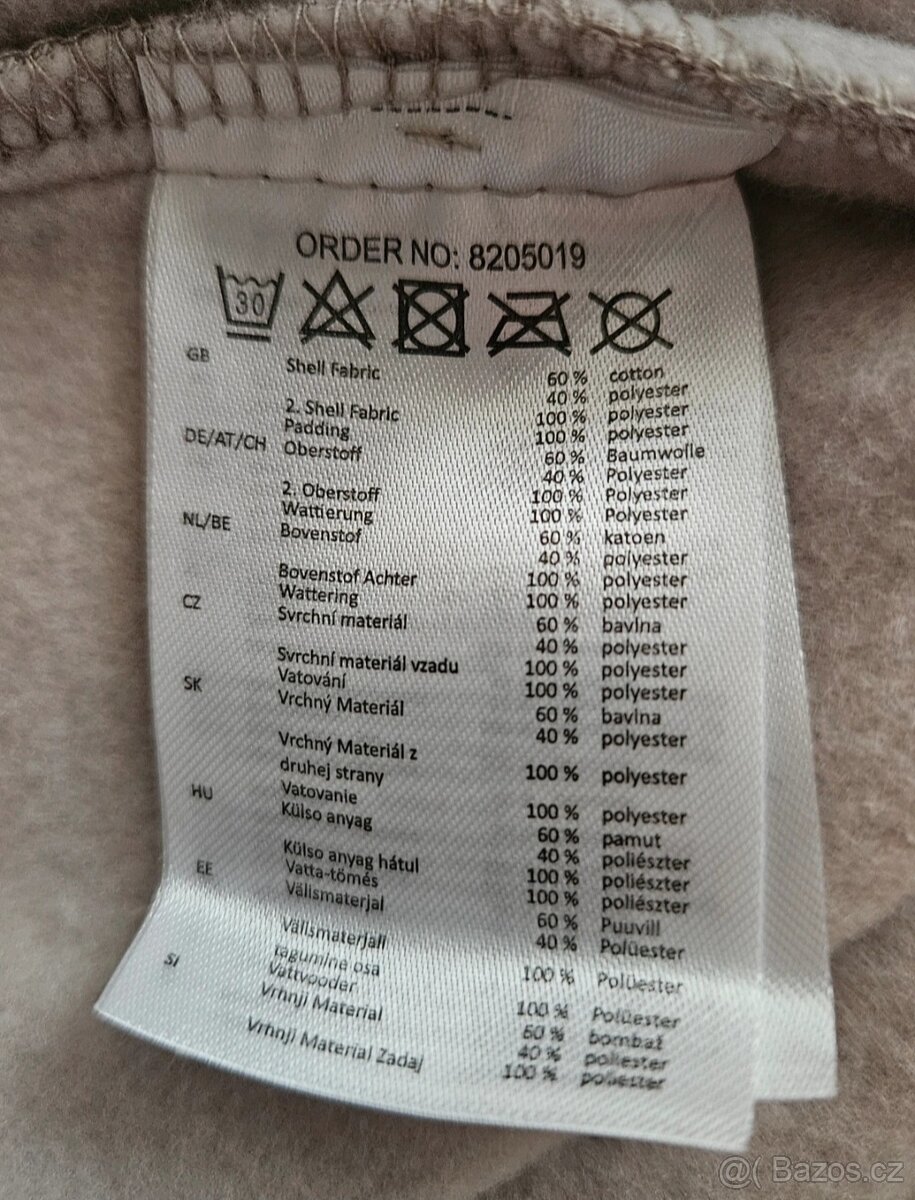 ORDER NO: 8205019
30
GB Shell Fabric 60 % cotton
40 % polyester
2. Shell Fabric 100 % polyester
Padding 100 % polyester
DE/AT/CH Oberstoff 60 % Baumwolle
40 % Polyester
2. Oberstoff 100 % Polyester
Wattierung 100 % Polyester
NL/BE Bovenstof 60 % katoen
40 % polyester
Bovenstof Achter 100 % polyester
Wattering 100 % polyester
CZ Svrchní materiál 60 % bavlna
40 % polyester
Svrchní materiál vzadu 100 % polyester
Vatování 100 % polyester
SK Vrchný Materiál 60 % bavlna
40 % polyester
Vrchný Materiál z
druhej strany 100 % polyester
Vatovanie 100 % polyester
HU Külso anyag 60 % pamut
40 % poliészter
Külso anyag hátul 100 % poliészter
Vatta-tömés 100 % poliészter
EE Välismaterjal 60 % Puuvill
40 % Polüester
Välismaterjali
tagumine osa 100 % Polüester
Vattvooder 100 % Polüester
SI Vrhnji Material 60 % bombaž
40 % poliester
Vrhnji Material Zadaj 100 % poliester
@( Bazos.cz